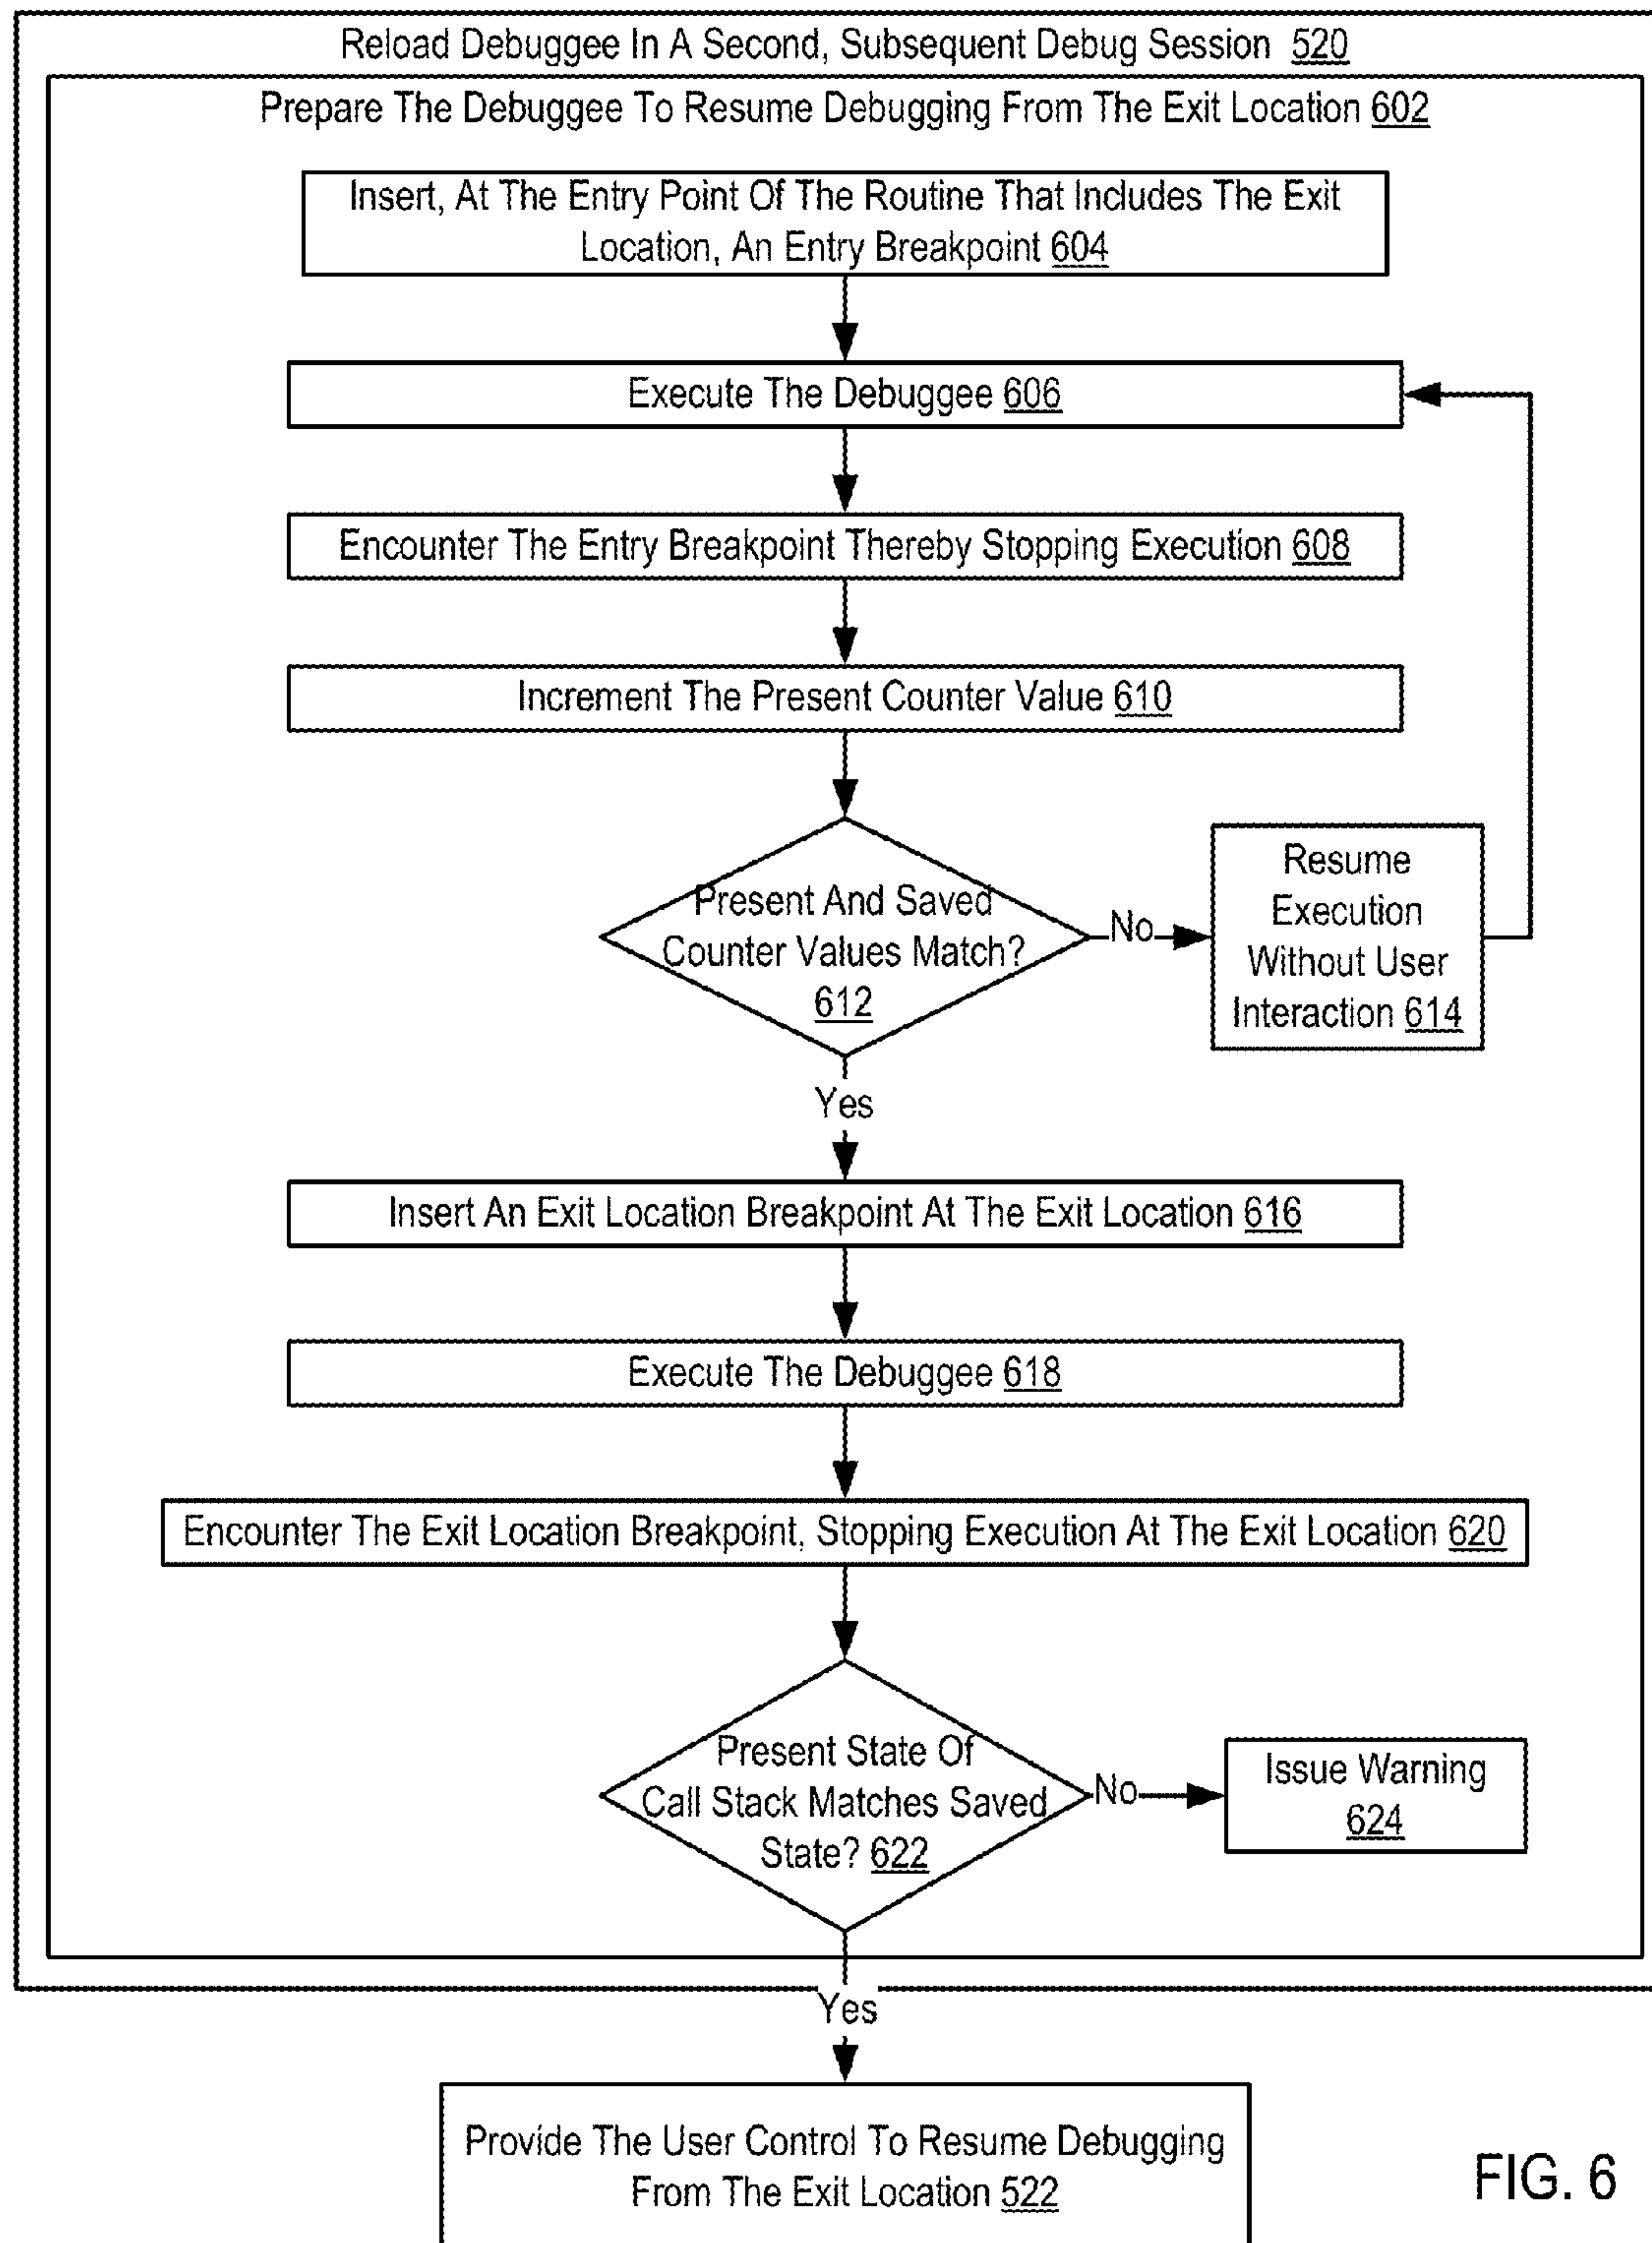 Reload Debuggee In A Second, Subsequent Debug Session 520
Prepare The Debuggee To Resume Debugging From The Exit Location 602
Insert, At The Entry Point Of The Routine That Includes The Exit
Location, An Entry Breakpoint 604
Execute The Debuggee 606
Encounter The Entry Breakpoint Thereby Stopping Execution 608
Increment The Present Counter Value 610
Present And Saved
Counter Values Match?
612
No
Resume
Execution
Without User
Interaction 614
Yes
Insert An Exit Location Breakpoint At The Exit Location 616
Execute The Debuggee 618
Encounter The Exit Location Breakpoint, Stopping Execution At The Exit Location 620
Present State Of
Call Stack Matches Saved
State? 622
No
Issue Warning
624
Yes
Provide The User Control To Resume Debugging
From The Exit Location 522
FIG. 6